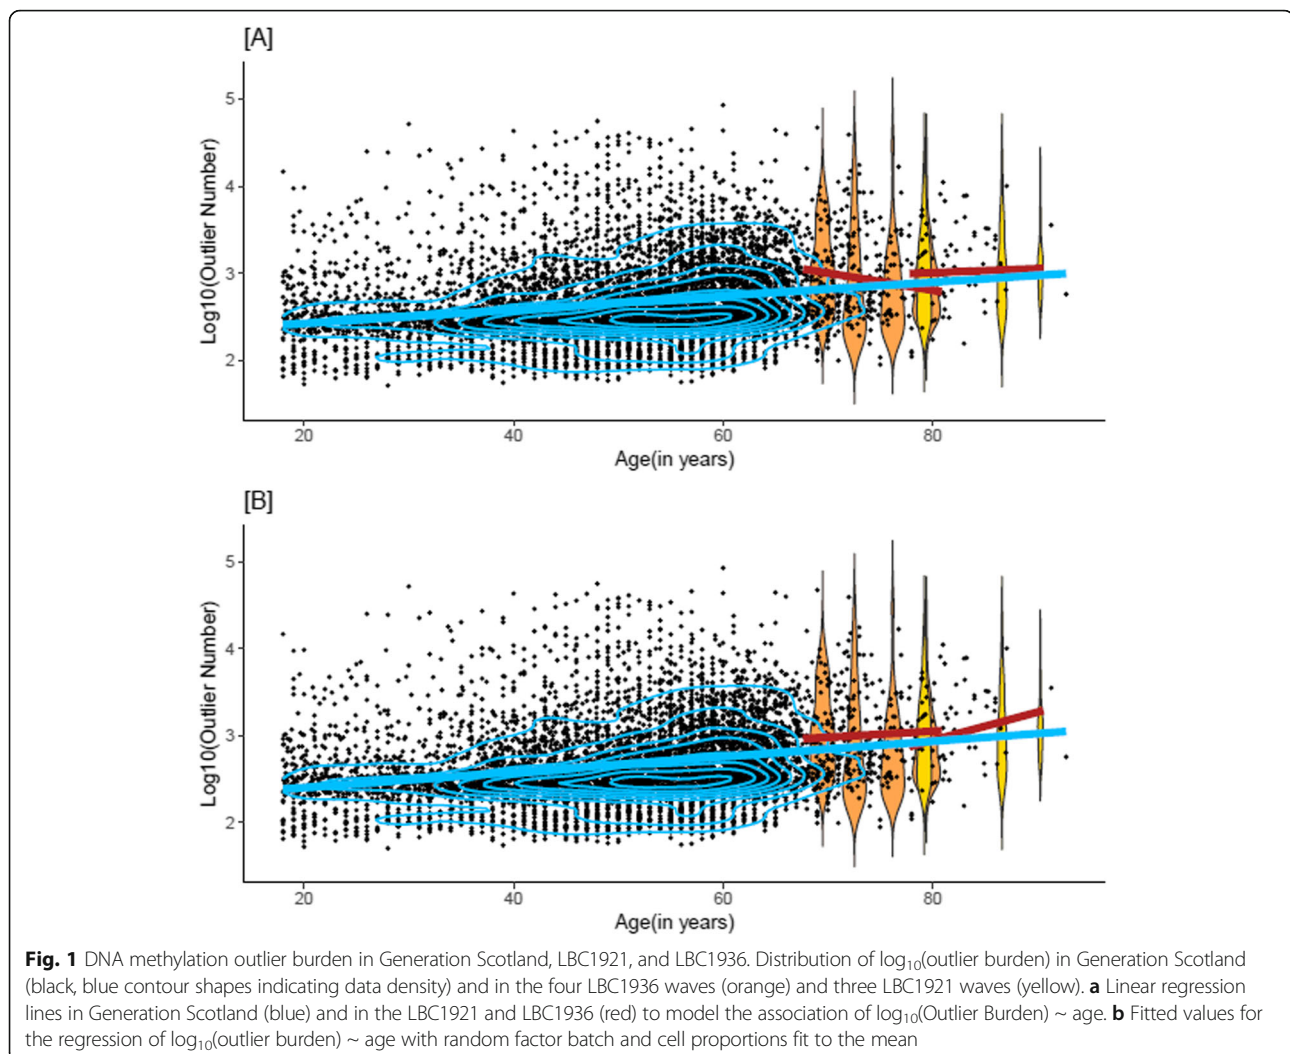 [A]
5
4
3
2
Log10(Outlier Number)
20 40 60 80
Age(in years)
[B]
5
4
3
2
Log10(Outlier Number)
20 40 60 80
Age(in years)
Fig. 1 DNA methylation outlier burden in Generation Scotland, LBC1921, and LBC1936. Distribution of log10(outlier burden) in Generation Scotland
(black, blue contour shapes indicating data density) and in the four LBC1936 waves (orange) and three LBC1921 waves (yellow). a Linear regression
lines in Generation Scotland (blue) and in the LBC1921 and LBC1936 (red) to model the association of log10(Outlier Burden) ~ age. b Fitted values for
the regression of log10(outlier burden) ~ age with random factor batch and cell proportions fit to the mean